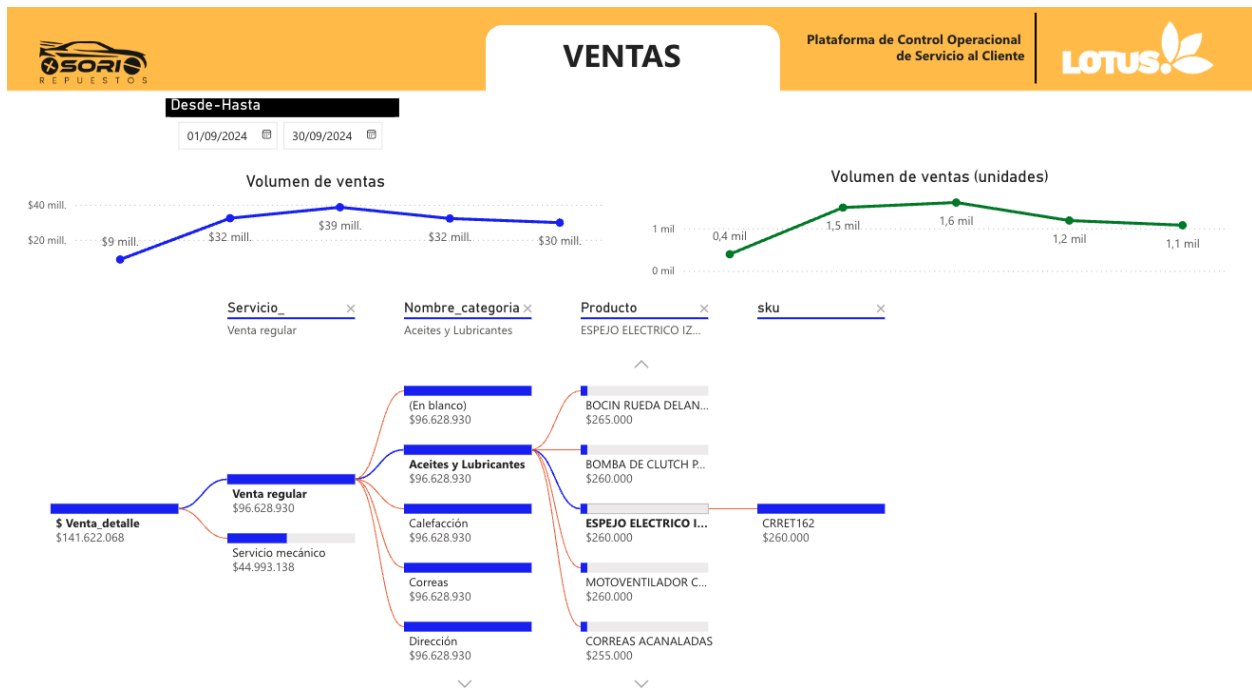 OSORIO
REPUESTOS
VENTAS
Plataforma de Control Operacional
de Servicio al Cliente
LOTUS.
Desde-Hasta
01/09/2024
30/09/2024
Volumen de ventas
$40 mill.
$20 mill.
$9 mill.
$32 mill.
$39 mill.
$32 mill.
$30 mill.
Volumen de ventas (unidades)
1 mil
0 mil
0,4 mil
1,5 mil
1,6 mil
1,2 mil
1,1 mil
Servicio_
Venta regular
Nombre_categoria
Aceites y Lubricantes
Producto
ESPEJO ELECTRICO IZ...
sku
$ Venta_detalle
$141.622.068
Venta regular
$96.628.930
Servicio mecánico
$44.993.138
(En blanco)
$96.628.930
Aceites y Lubricantes
$96.628.930
Calefacción
$96.628.930
Correas
$96.628.930
Dirección
$96.628.930
BOCIN RUEDA DELAN...
$265.000
BOMBA DE CLUTCH P...
$260.000
ESPEJO ELECTRICO I...
$260.000
MOTOVENTILADOR C...
$260.000
CORREAS ACANALADAS
$255.000
CRRET162
$260.000